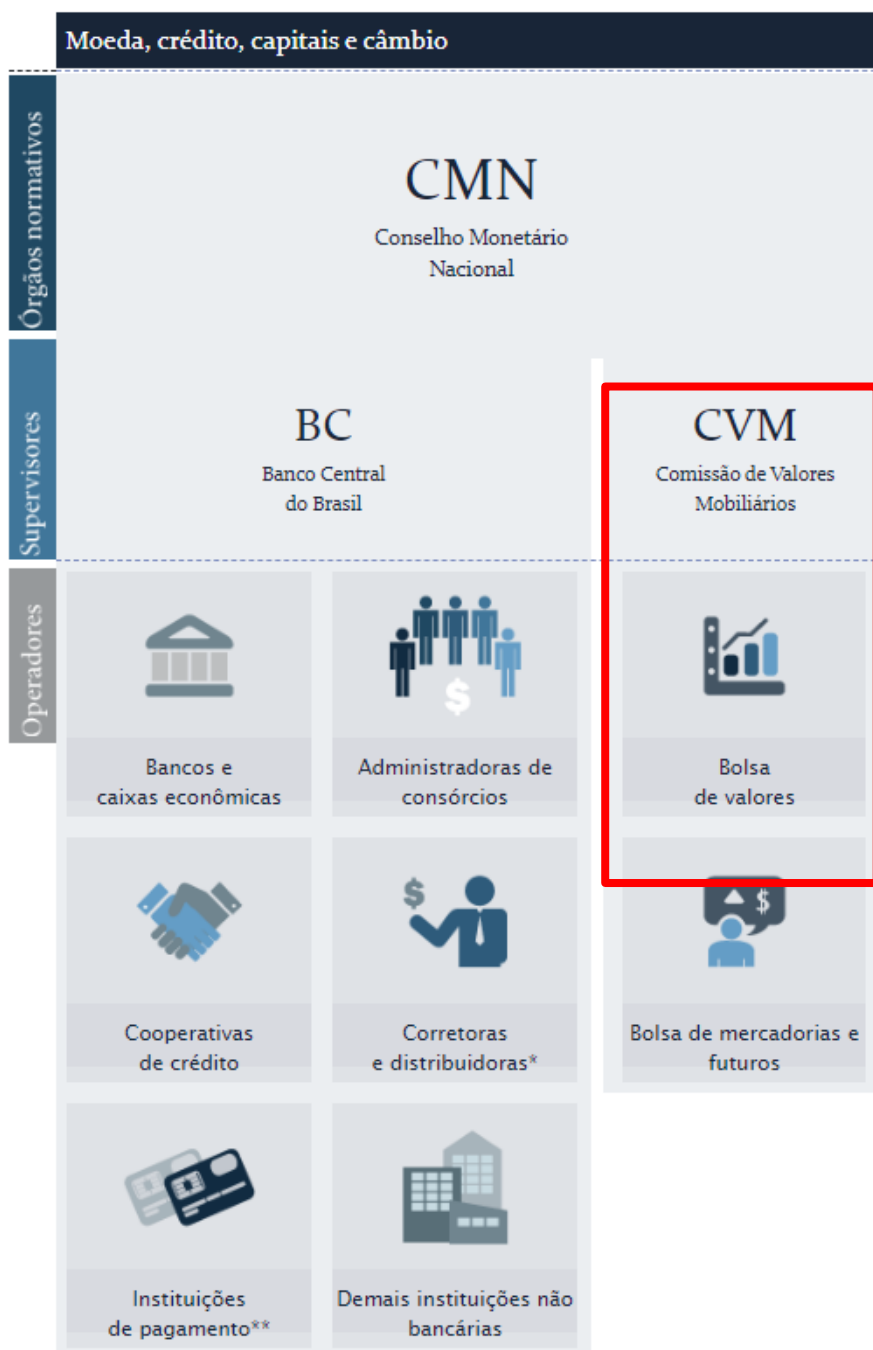 Moeda, crédito, capitais e câmbio
Órgãos normativos
CMN
Conselho Monetário
Nacional
Supervisores
BC
Banco Central
do Brasil
CVM
Comissão de Valores
Mobiliários
Operadores
Bancos e
caixas econômicas
Administradoras de
consórcios
Bolsa
de valores
Cooperativas
de crédito
Corretoras
e distribuidoras*
Bolsa de mercadorias e
futuros
Instituições
de pagamento**
Demais instituições não
bancárias